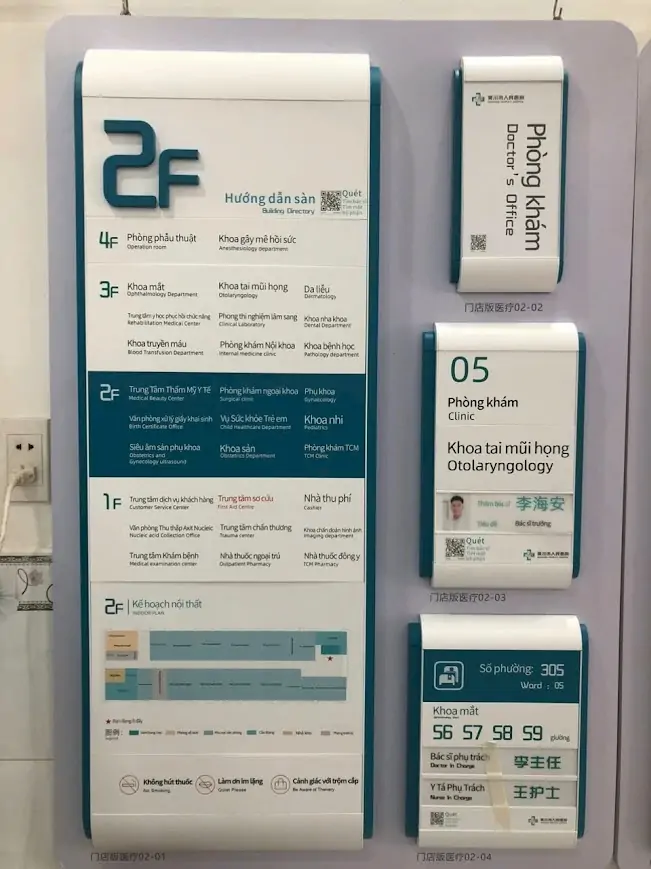 2F
Hướng dẫn sàn
Building Directory
Quét
4F
Phòng phẫu thuật
Operation room
Khoa gây mê hồi sức
Anesthesiology department
3F
Khoa mắt
Ophthalmology Department
Khoa tai mũi họng
Otolaryngology
Da liễu
Dermatology
Trung tâm y học phục hồi chức năng
Rehabilitation Medical Center
Phong thí nghiệm lâm sang
Clinical Laboratory
Khoa nha khoa
Dental Department
Khoa truyền máu
Blood Transfusion Department
Phòng khám Nội khoa
Internal medicine clinic
Khoa bệnh học
Pathology department
2F
Trung Tâm Thẩm Mỹ Y Tế
Medical Beauty Center
Phòng khám ngoại khoa
Surgical clinic
Phụ khoa
Gynaecology
Văn phòng xử lý giấy khai sinh
Birth Certificate Office
Vụ Sức khỏe Trẻ em
Child Healthcare Department
Khoa nhi
Pediatrics
Siêu âm sản phụ khoa
Obstetrics and
Gynecology ultrasound
Khoa sản
Obstetrics Department
Phòng khám TCM
TCM Clinic
1F
Trung tâm dịch vụ khách hàng
Customer Service Center
Trung tâm sơ cứu
First Aid Centre
Nhà thu phí
Cashier
Văn phòng Thu thập Axit Nucleic
Nucleic acid Collection Office
Trung tâm chấn thương
Trauma center
Khoa chẩn đoán hình ảnh
Imaging department
Trung tâm Khám bệnh
Medical examination center
Nhà thuốc ngoại trú
Outpatient Pharmacy
Nhà thuốc đông y
TCM Pharmacy
2F
Kế hoạch nội thất
图例:
Không hút thuốc
No Smoking
Làm ơn im lặng
Quiet Please
Cảnh giác với trộm cắp
Be Aware of Thievery
门店版医疗02-01
Phòng khám
Doctor's Office
门店版医疗02-02
05
Phòng khám
Clinic
Khoa tai mũi họng
Otolaryngology
李海安
Bác sĩ trưởng
Quét
门店版医疗02-03
Số phường: 305
Ward : 05
Khoa mắt
56 57 58 59 giường
Bác sĩ phụ trách
Doctor In Charge
李主任
Y Tá Phụ Trách
Nurse In Charge
王护士
门店版医疗02-04